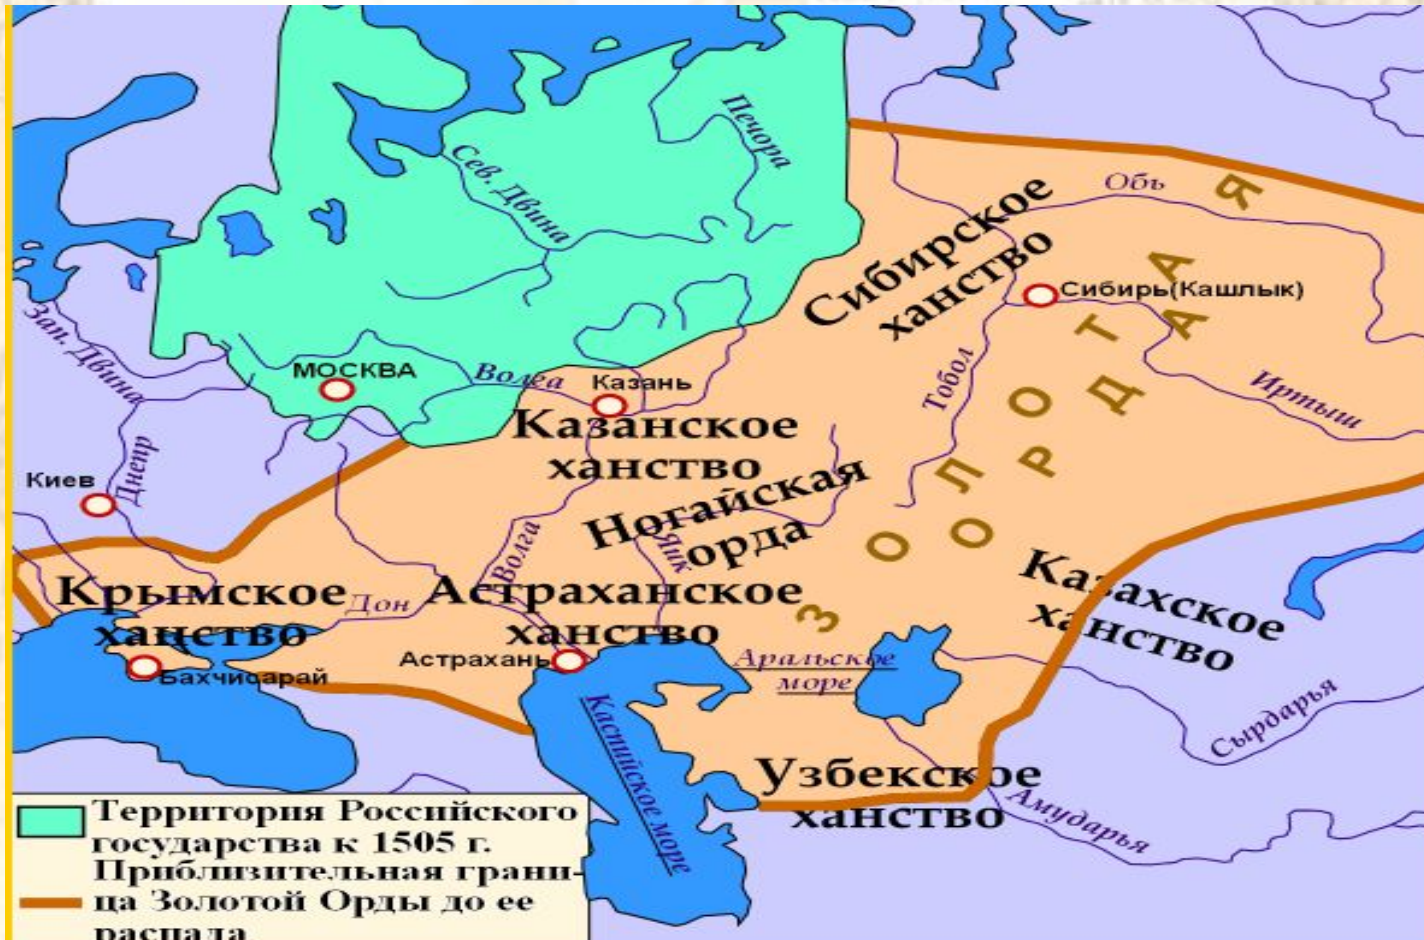 Печора
Сев. Двина
Обь
Сибирское
ханство
Сибирь(Кашлык)
ЗОЛОТАЯ
ОРДА
Зап. Двина
МОСКВА
Волга
Казань
Тобол
Иртыш
Казанское
ханство
Киев
Днепр
Ногайская
орда
Волга
Яик
Казахское
ханство
Крымское
ханство
Дон
Астраханское
ханство
Астрахань
Бахчисарай
Аральское
море
Каспийское море
Сырдарья
Узбекское
ханство
Амударья
Территория Российского
государства к 1505 г.
Приблизительная грани-
ца Золотой Орды до ее
распада